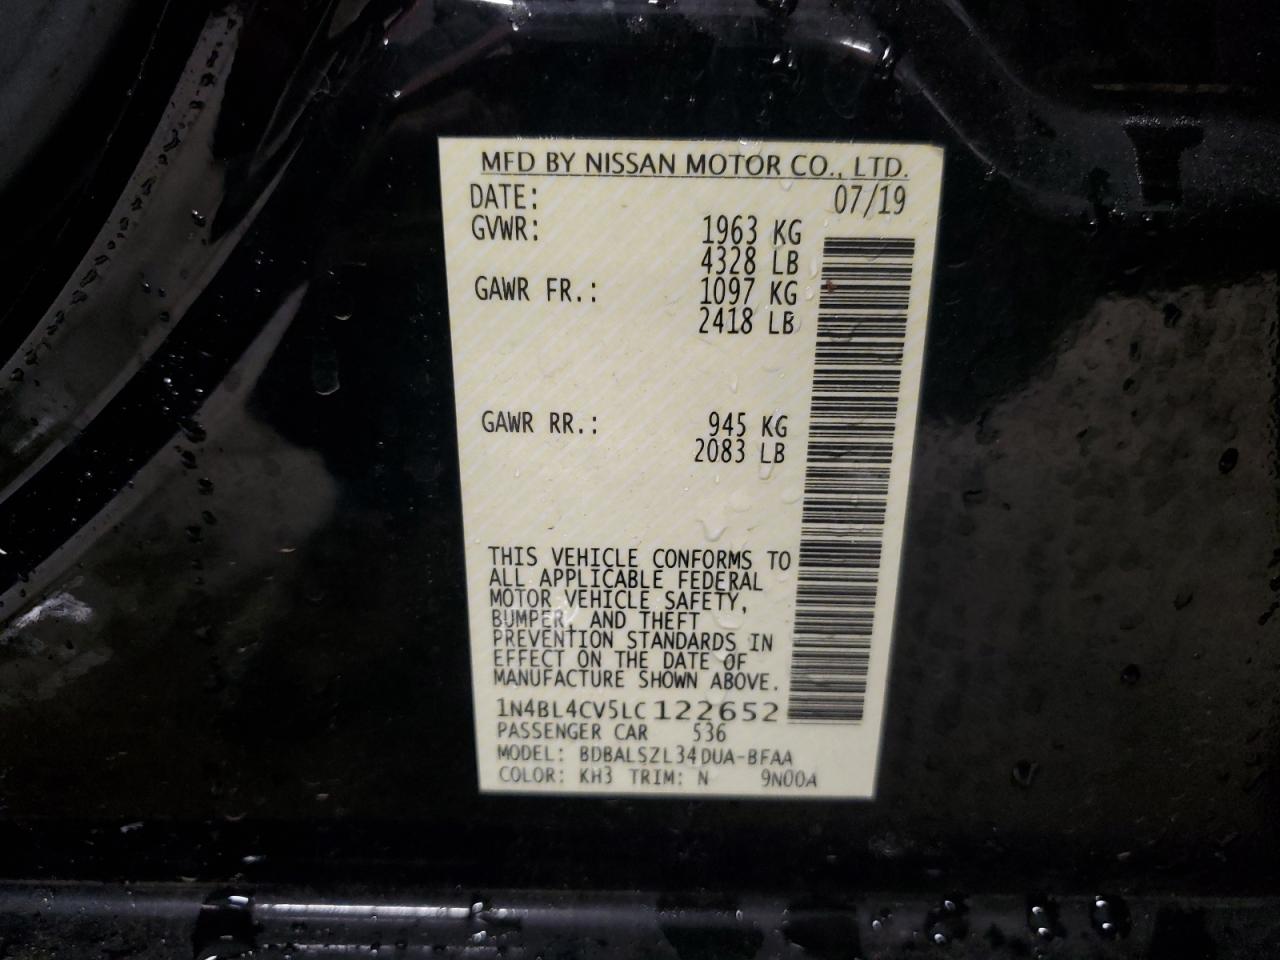 MFD BY NISSAN MOTOR CO., LTD.
DATE: 07/19
GVWR: 1963 KG
4328 LB
GAWR FR.: 1097 KG
2418 LB
GAWR RR.: 945 KG
2083 LB
THIS VEHICLE CONFORMS TO
ALL APPLICABLE FEDERAL
MOTOR VEHICLE SAFETY,
BUMPER, AND THEFT
PREVENTION STANDARDS IN
EFFECT ON THE DATE OF
MANUFACTURE SHOWN ABOVE.
1N4BL4CV5LC122652
PASSENGER CAR 536
MODEL: BDBALSZL34DUA-BFAA
COLOR: KH3 TRIM: N 9N00A